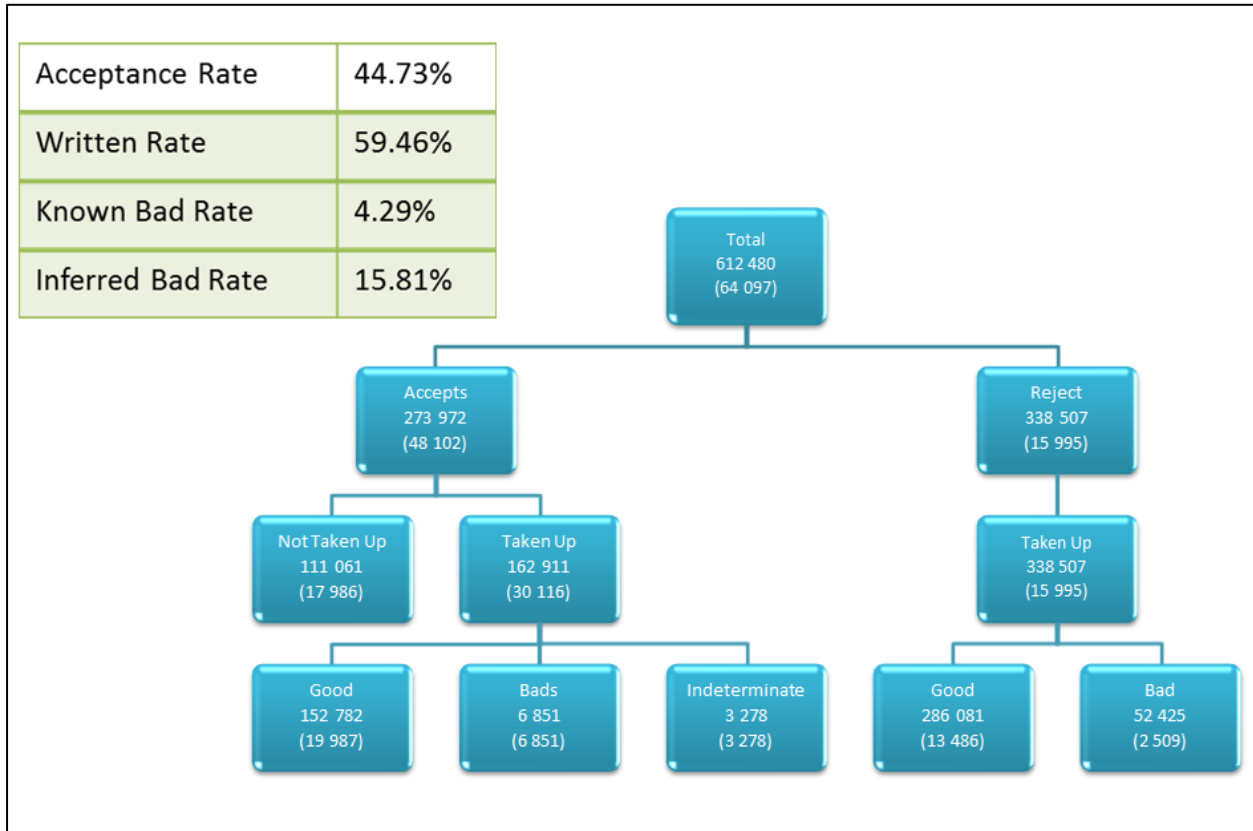 Acceptance Rate 44.73%
Written Rate 59.46%
Known Bad Rate 4.29%
Inferred Bad Rate 15.81%
Total
612 480
(64 097)
Accepts
273 972
(48 102)
Reject
338 507
(15 995)
Not Taken Up
111 061
(17 986)
Taken Up
162 911
(30 116)
Taken Up
338 507
(15 995)
Good
152 782
(19 987)
Bads
6 851
(6 851)
Indeterminate
3 278
(3 278)
Good
286 081
(13 486)
Bad
52 425
(2 509)